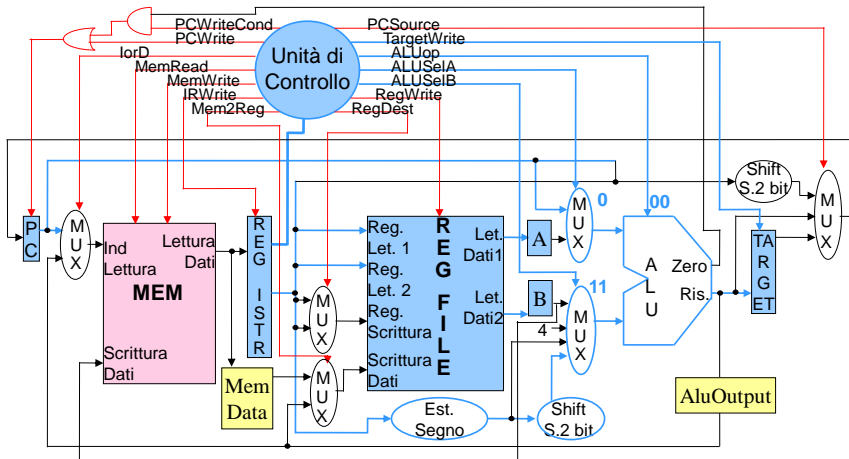 PCWriteCond
PCSource
PCWrite
TargetWrite
IorD
Unità di
Controllo
ALUop
MemRead
ALUSelA
MemWrite
ALUSelB
IRWrite
RegWrite
Mem2Reg
RegDest
Shift
S.2 bit
0
00
P
C
M
U
X
Ind
Lettura
Lettura
Dati
MEM
Scrittura
Dati
R
E
G
I
S
T
R
Mem
Data
M
U
X
M
U
X
Reg.
Let. 1
Reg.
Let. 2
Reg.
Scrittura
Scrittura
Dati
R
E
G
F
I
L
E
Let.
Dati1
Let.
Dati2
A
B
M
U
X
11
4
M
U
X
A
L
U
Zero
Ris.
TA
R
G
ET
M
U
X
Est.
Segno
Shift
S.2 bit
AluOutput